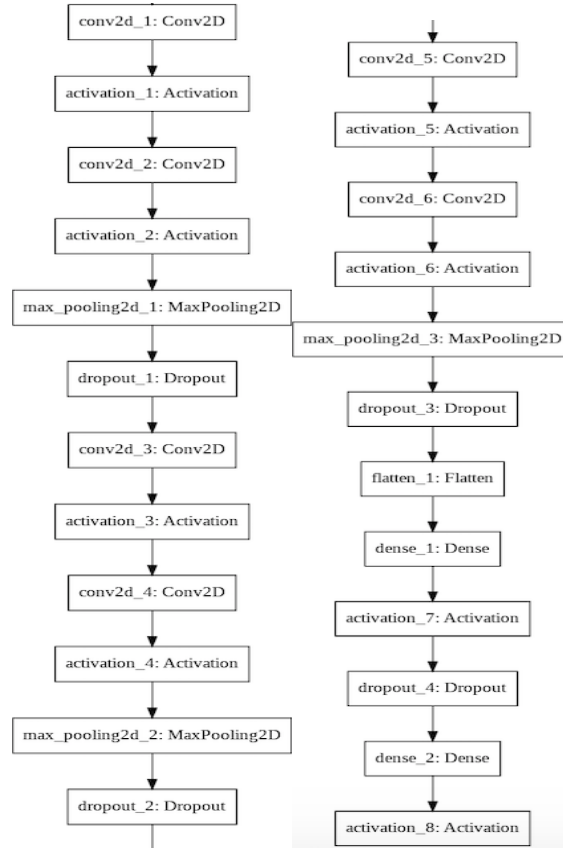 conv2d_1: Conv2D
activation_1: Activation
conv2d_2: Conv2D
activation_2: Activation
max_pooling2d_1: MaxPooling2D
dropout_1: Dropout
conv2d_3: Conv2D
activation_3: Activation
conv2d_4: Conv2D
activation_4: Activation
max_pooling2d_2: MaxPooling2D
dropout_2: Dropout
conv2d_5: Conv2D
activation_5: Activation
conv2d_6: Conv2D
activation_6: Activation
max_pooling2d_3: MaxPooling2D
dropout_3: Dropout
flatten_1: Flatten
dense_1: Dense
activation_7: Activation
dropout_4: Dropout
dense_2: Dense
activation_8: Activation